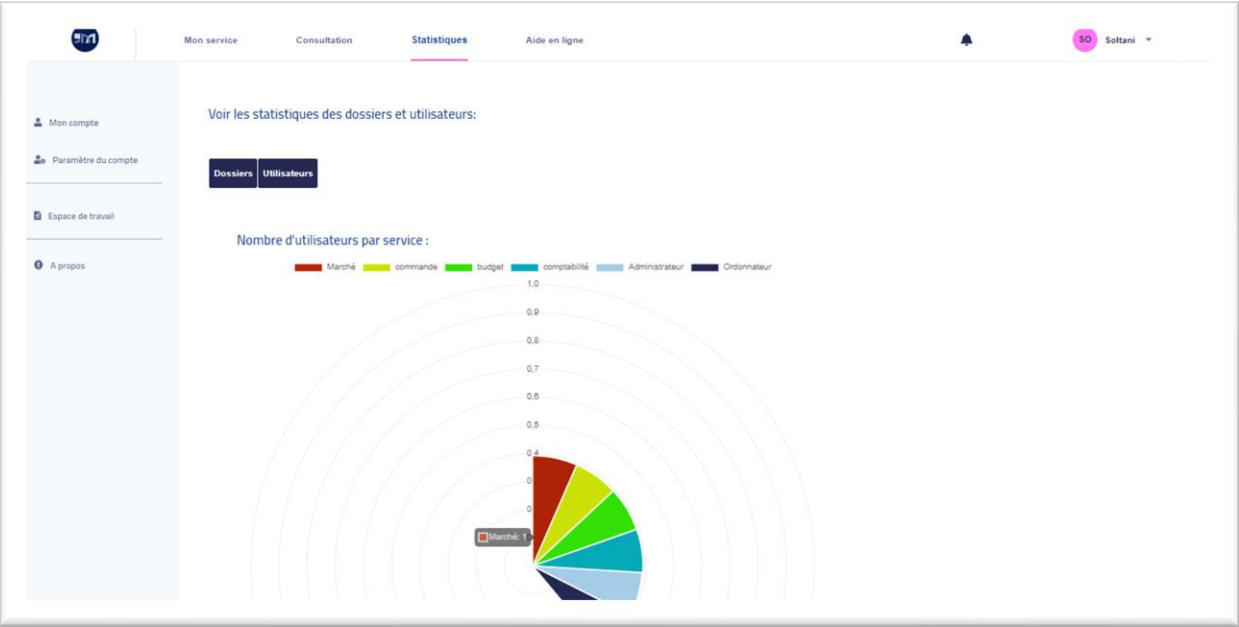 Mon service Consultation Statistiques Aide en ligne SO Soltani
Voir les statistiques des dossiers et utilisateurs:
Mon compte
Paramètre du compte
Dossiers Utilisateurs
Espace de travail
Nombre d'utilisateurs par service :
A propos
Marché commande budget comptabilité Administrateur Ordonnateur
1,0
0,9
0,8
0,7
0,6
0,5
0,4
0
0
Marché: 1